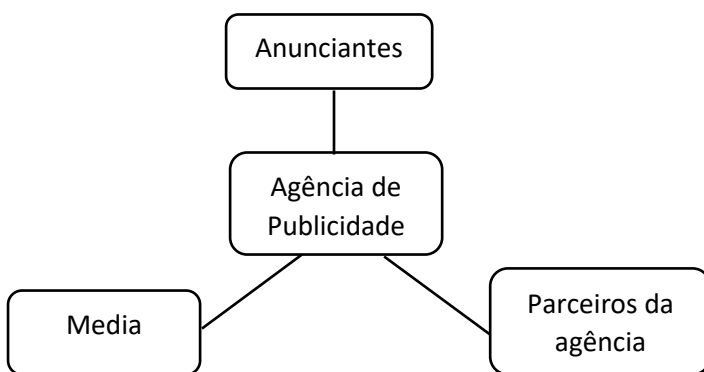 Anunciantes
Agência de
Publicidade
Media
Parceiros da
agência